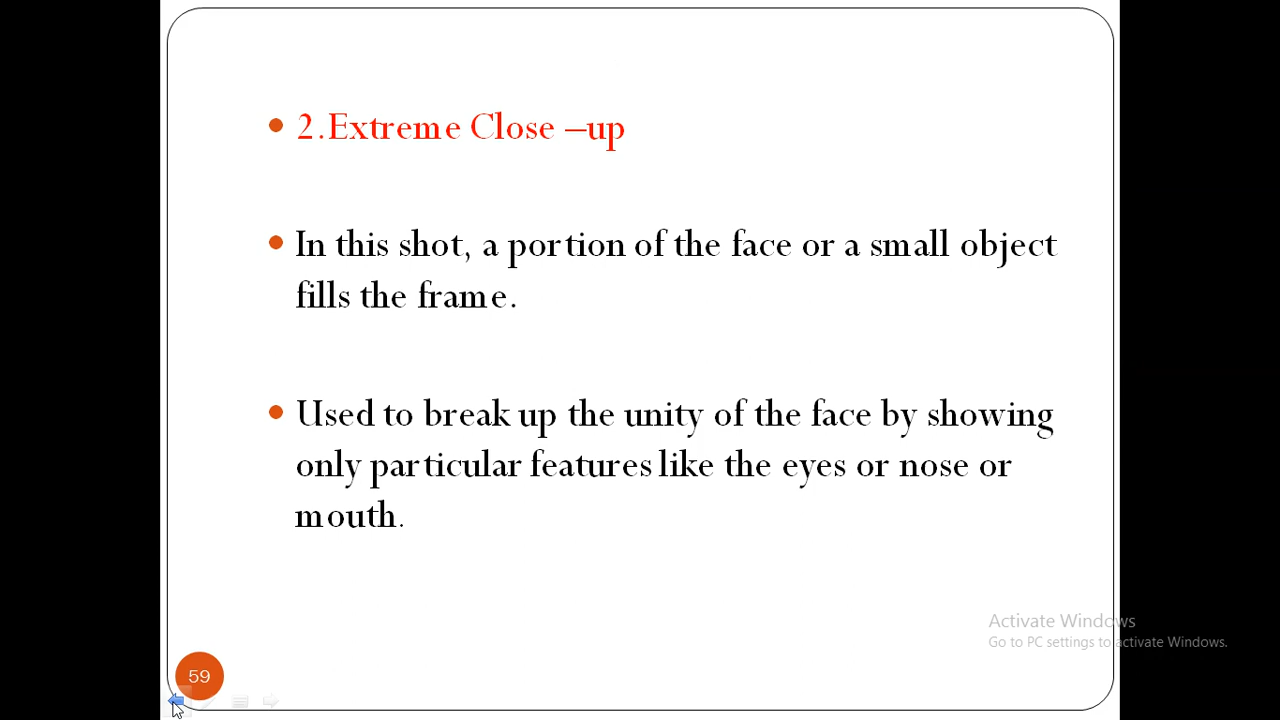 2.Extreme Close –up
In this shot, a portion of the face or a small object
fills the frame.
Used to break up the unity of the face by showing
only particular features like the eyes or nose or
mouth.
Activate Windows
Go to PC settings to activate Windows.
59